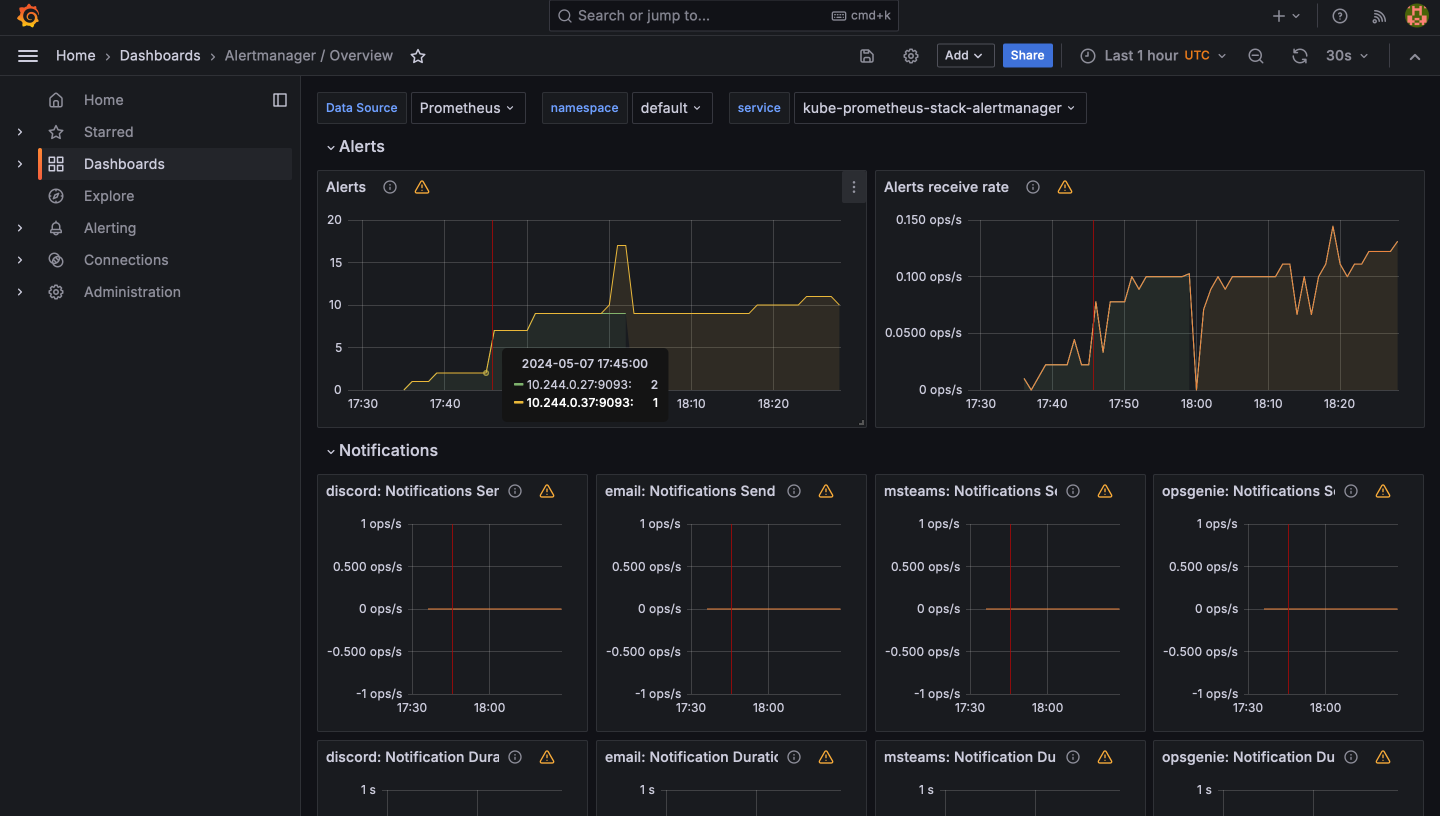 Search or jump to...
cmd+k
Home
Dashboards
Alertmanager / Overview
Add
Share
Last 1 hour UTC
30s
Home
Starred
Dashboards
Explore
Alerting
Connections
Administration
Data Source
Prometheus
namespace
default
service
kube-prometheus-stack-alertmanager
Alerts
Alerts
20
15
10
5
0
17:30
17:40
18:10
18:20
2024-05-07 17:45:00
10.244.0.27:9093: 2
10.244.0.37:9093: 1
Alerts receive rate
0.150 ops/s
0.100 ops/s
0.0500 ops/s
0 ops/s
17:30
17:40
17:50
18:00
18:10
18:20
Notifications
discord: Notifications Ser
1 ops/s
0.500 ops/s
0 ops/s
-0.500 ops/s
-1 ops/s
17:30
18:00
email: Notifications Send
1 ops/s
0.500 ops/s
0 ops/s
-0.500 ops/s
-1 ops/s
17:30
18:00
msteams: Notifications Se
1 ops/s
0.500 ops/s
0 ops/s
-0.500 ops/s
-1 ops/s
17:30
18:00
opsgenie: Notifications Se
1 ops/s
0.500 ops/s
0 ops/s
-0.500 ops/s
-1 ops/s
17:30
18:00
discord: Notification Dura
1 s
email: Notification Duratic
1 s
msteams: Notification Du
1 s
opsgenie: Notification Du
1 s